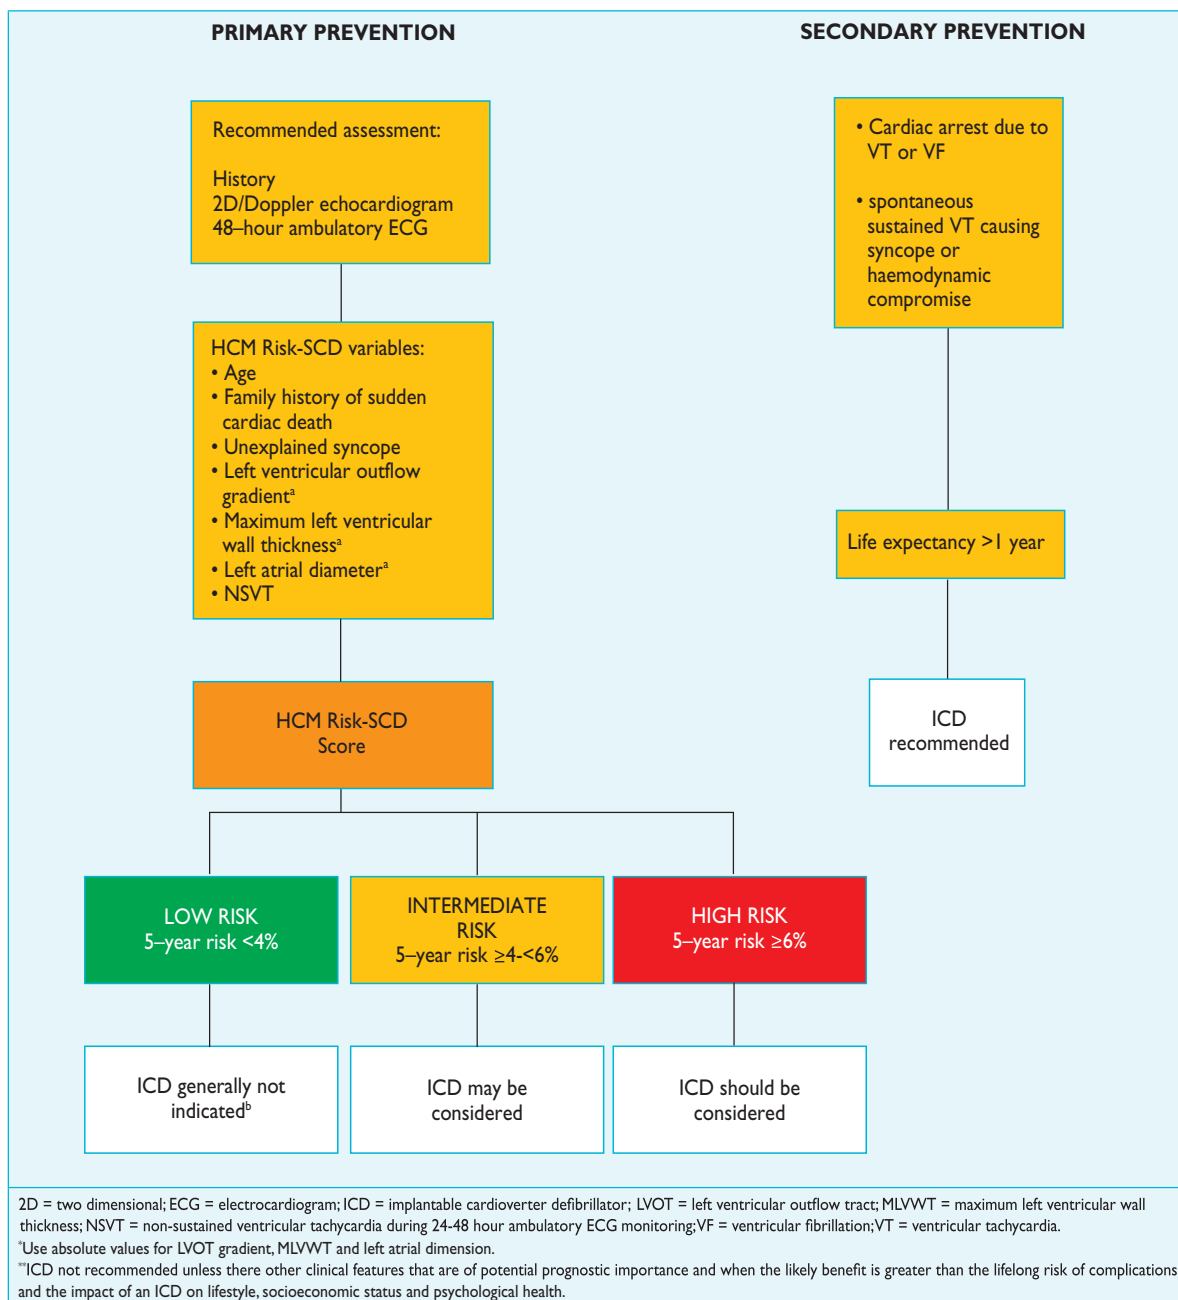 PRIMARY PREVENTION
SECONDARY PREVENTION
Recommended assessment:
History
2D/Doppler echocardiogram
48–hour ambulatory ECG
• Cardiac arrest due to
VT or VF
• spontaneous
sustained VT causing
syncope or
haemodynamic
compromise
HCM Risk-SCD variables:
• Age
• Family history of sudden
cardiac death
• Unexplained syncope
• Left ventricular outflow
gradientᵃ
• Maximum left ventricular
wall thicknessᵃ
• Left atrial diameterᵃ
• NSVT
Life expectancy >1 year
HCM Risk-SCD
Score
ICD
recommended
LOW RISK
5–year risk <4%
INTERMEDIATE
RISK
5–year risk ≥4-<6%
HIGH RISK
5–year risk ≥6%
ICD generally not
indicatedᵇ
ICD may be
considered
ICD should be
considered
2D = two dimensional; ECG = electrocardiogram; ICD = implantable cardioverter defibrillator; LVOT = left ventricular outflow tract; MLVWT = maximum left ventricular wall
thickness; NSVT = non-sustained ventricular tachycardia during 24-48 hour ambulatory ECG monitoring; VF = ventricular fibrillation; VT = ventricular tachycardia.
*Use absolute values for LVOT gradient, MLVWT and left atrial dimension.
**ICD not recommended unless there other clinical features that are of potential prognostic importance and when the likely benefit is greater than the lifelong risk of complications
and the impact of an ICD on lifestyle, socioeconomic status and psychological health.